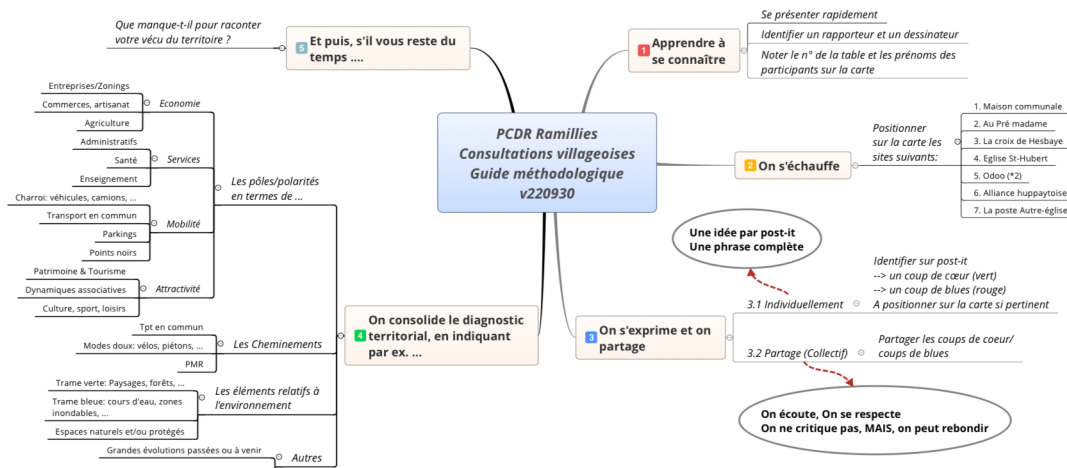 PCDR Ramillies
Consultations villageoises
Guide méthodologique
v220930
1
Apprendre à
se connaître
Se présenter rapidement
Identifier un rapporteur et un dessinateur
Noter le n° de la table et les prénoms des
participants sur la carte
2
On s'échauffe
Positionner
sur la carte les
sites suivants:
1. Maison communale
2. Au Pré madame
3. La croix de Hesbaye
4. Eglise St-Hubert
5. Odoo (*2)
6. Alliance huppaytoise
7. La poste Autre-église
3
On s'exprime et on
partage
3.1 Individuellement
Identifier sur post-it
--> un coup de cœur (vert)
--> un coup de blues (rouge)
A positionner sur la carte si pertinent
Une idée par post-it
Une phrase complète
3.2 Partage (Collectif)
Partager les coups de coeur/
coups de blues
On écoute, On se respecte
On ne critique pas, MAIS, on peut rebondir
4
On consolide le diagnostic
territorial, en indiquant
par ex. ...
Les pôles/polarités
en termes de ...
Economie
Entreprises/Zonings
Commerces, artisanat
Agriculture
Services
Administratifs
Santé
Enseignement
Mobilité
Charroi: véhicules, camions, ...
Transport en commun
Parkings
Points noirs
Attractivité
Patrimoine & Tourisme
Dynamiques associatives
Culture, sport, loisirs
Les Cheminements
Tpt en commun
Modes doux: vélos, piétons, ...
PMR
Les éléments relatifs à
l'environnement
Trame verte: Paysages, forêts, ...
Trame bleue: cours d'eau, zones
inondables, ...
Espaces naturels et/ou protégés
Autres
Grandes évolutions passées ou à venir
5
Et puis, s'il vous reste du
temps ....
Que manque-t-il pour raconter
votre vécu du territoire ?